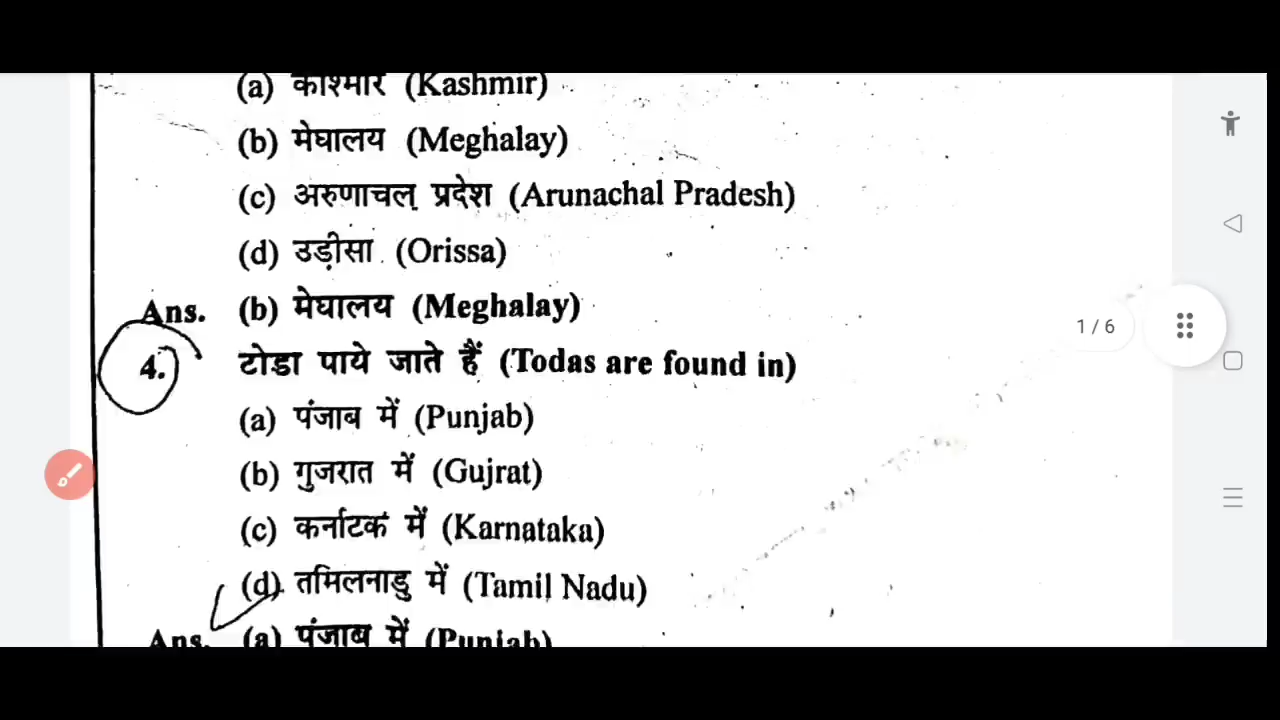 (a) काश्मीर (Kashmir)
(b) मेघालय (Meghalay)
(c) अरुणाचल् प्रदेश (Arunachal Pradesh)
(d) उड़ीसा (Orissa)
Ans. (b) मेघालय (Meghalay)
1 / 6
4. टोडा पाये जाते हैं (Todas are found in)
(a) पंजाब में (Punjab)
(b) गुजरात में (Gujrat)
(c) कर्नाटक में (Karnataka)
(d) तमिलनाडु में (Tamil Nadu)
Ans. (a) पंजाब में (Punjab)